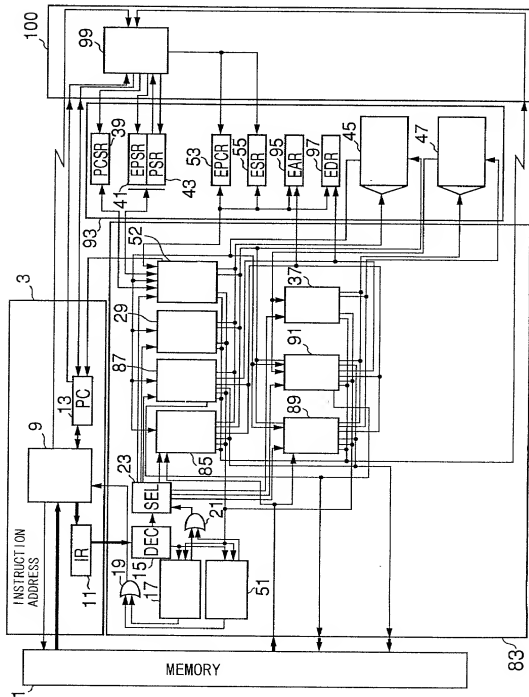 100
99
PCSR
39
EPSR
41
PSR
43
EPCR
53
ESR
55
EAR
95
EDR
97
45
47
93
52
29
87
85
37
91
89
3
9
13
PC
INSTRUCTION
ADDRESS
IR
11
19
15
DEC
23
SEL
21
17
51
MEMORY
1
83